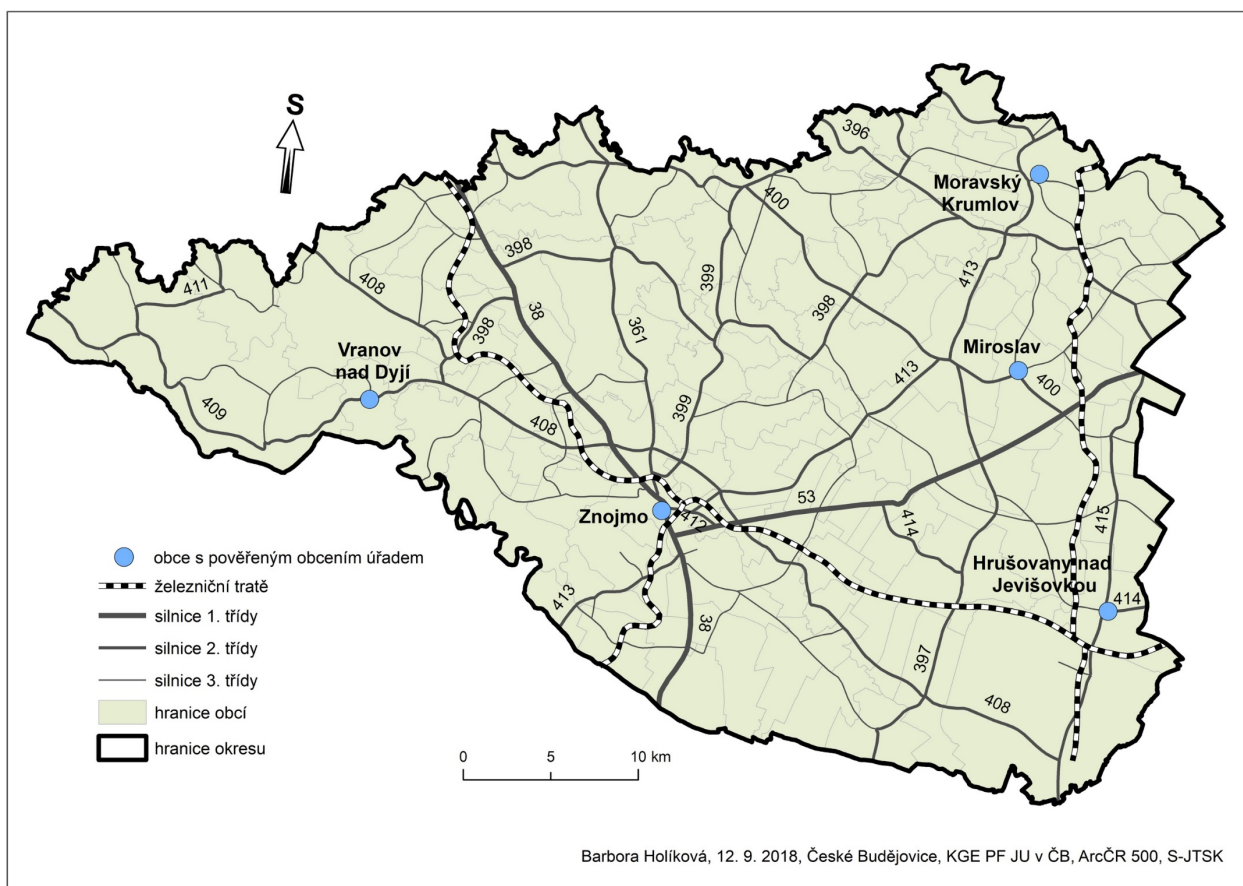 S
396
Moravský
Krumlov
400
398
399
413
408
411
38
398
398
361
Vranov
nad Dyjí
Miroslav
413
400
409
399
408
53
Znojmo
412
414
415
Hrušovany nad
Jevišovkou
414
413
38
397
408
obce s pověřeným obcením úřadem
železniční tratě
silnice 1. třídy
silnice 2. třídy
silnice 3. třídy
hranice obcí
hranice okresu
0 5 10 km
Barbora Holíková, 12. 9. 2018, České Budějovice, KGE PF JU v ČB, ArcČR 500, S-JTSK